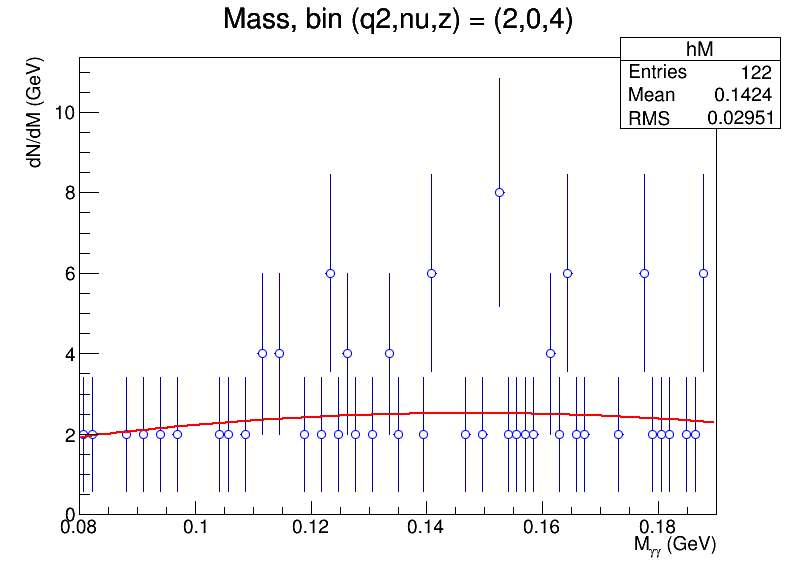 Mass, bin (q2,nu,z) = (2,0,4)
hM
Entries 122
Mean 0.1424
RMS 0.02951
dN/dM (GeV)
10
8
6
4
2
0
0.08 0.1 0.12 0.14 0.16 0.18
Mγγ (GeV)